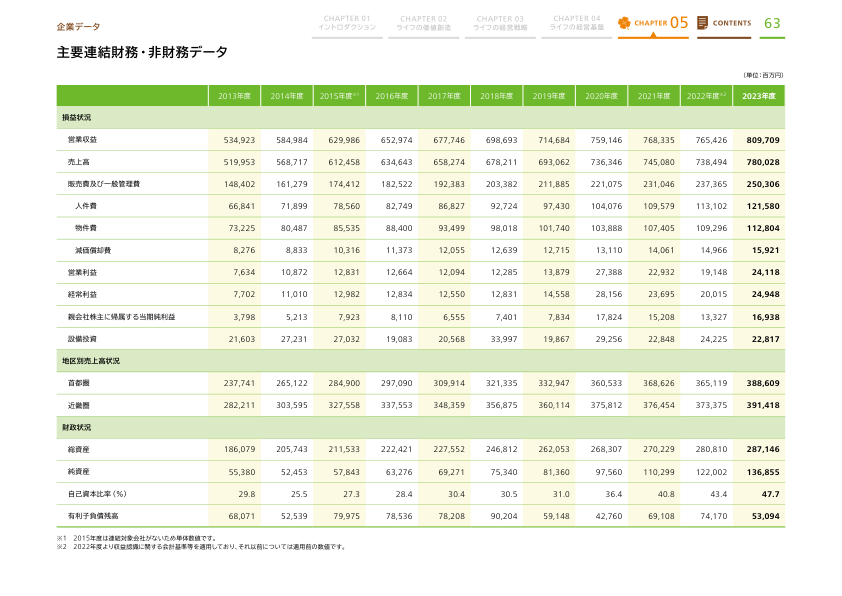 企業データ
CHAPTER 01 イントロダクション
CHAPTER 02 ライフの価値創造
CHAPTER 03 ライフの経営戦略
CHAPTER 04 ライフの経営基盤
CHAPTER 05
CONTENTS
63
主要連結財務・非財務データ
(単位：百万円)
2013年度 2014年度 2015年度※1 2016年度 2017年度 2018年度 2019年度 2020年度 2021年度 2022年度※2 2023年度
損益状況
営業収益 534,923 584,984 629,986 652,974 677,746 698,693 714,684 759,146 768,335 765,426 809,709
売上高 519,953 568,717 612,458 634,643 658,274 678,211 693,062 736,346 745,080 738,494 780,028
販売費及び一般管理費 148,402 161,279 174,412 182,522 192,383 203,382 211,885 221,075 231,046 237,365 250,306
人件費 66,841 71,899 78,560 82,749 86,827 92,724 97,430 104,076 109,579 113,102 121,580
物件費 73,225 80,487 85,535 88,400 93,499 98,018 101,740 103,888 107,405 109,296 112,804
減価償却費 8,276 8,833 10,316 11,373 12,055 12,639 12,715 13,110 14,061 14,966 15,921
営業利益 7,634 10,872 12,831 12,664 12,094 12,285 13,879 27,388 22,932 19,148 24,118
経常利益 7,702 11,010 12,982 12,834 12,550 12,831 14,558 28,156 23,695 20,015 24,948
親会社株主に帰属する当期純利益 3,798 5,213 7,923 8,110 6,555 7,401 7,834 17,824 15,208 13,327 16,938
設備投資 21,603 27,231 27,032 19,083 20,568 33,997 19,867 29,256 22,848 24,225 22,817
地区別売上高状況
首都圏 237,741 265,122 284,900 297,090 309,914 321,335 332,947 360,533 368,626 365,119 388,609
近畿圏 282,211 303,595 327,558 337,553 348,359 356,875 360,114 375,812 376,454 373,375 391,418
財政状況
総資産 186,079 205,743 211,533 222,421 227,552 246,812 262,053 268,307 270,229 280,810 287,146
純資産 55,380 52,453 57,843 63,276 69,271 75,340 81,360 97,560 110,299 122,002 136,855
自己資本比率（%） 29.8 25.5 27.3 28.4 30.4 30.5 31.0 36.4 40.8 43.4 47.7
有利子負債残高 68,071 52,539 79,975 78,536 78,208 90,204 59,148 42,760 69,108 74,170 53,094
※1 2015年度は連結対象会社がないため単体数値です。
※2 2022年度より収益認識に関する会計基準等を適用しており、それ以前については適用前の数値です。